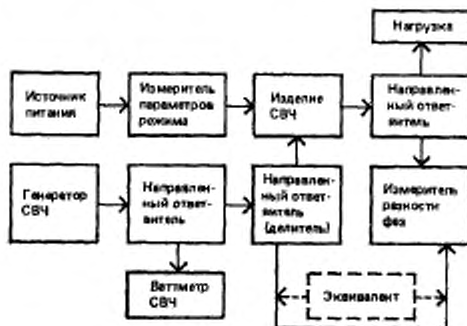 Нагрузка
Источник
питания
Измеритель
параметров
режима
Изделие
СВЧ
Направлен-
ный ответ-
витель
Генератор
СВЧ
Направлен-
ный ответ-
витель
Направлен-
ный ответ-
витель
(делитель)
Измеритель
разности
фаз
Ваттметр
СВЧ
Эквивалент